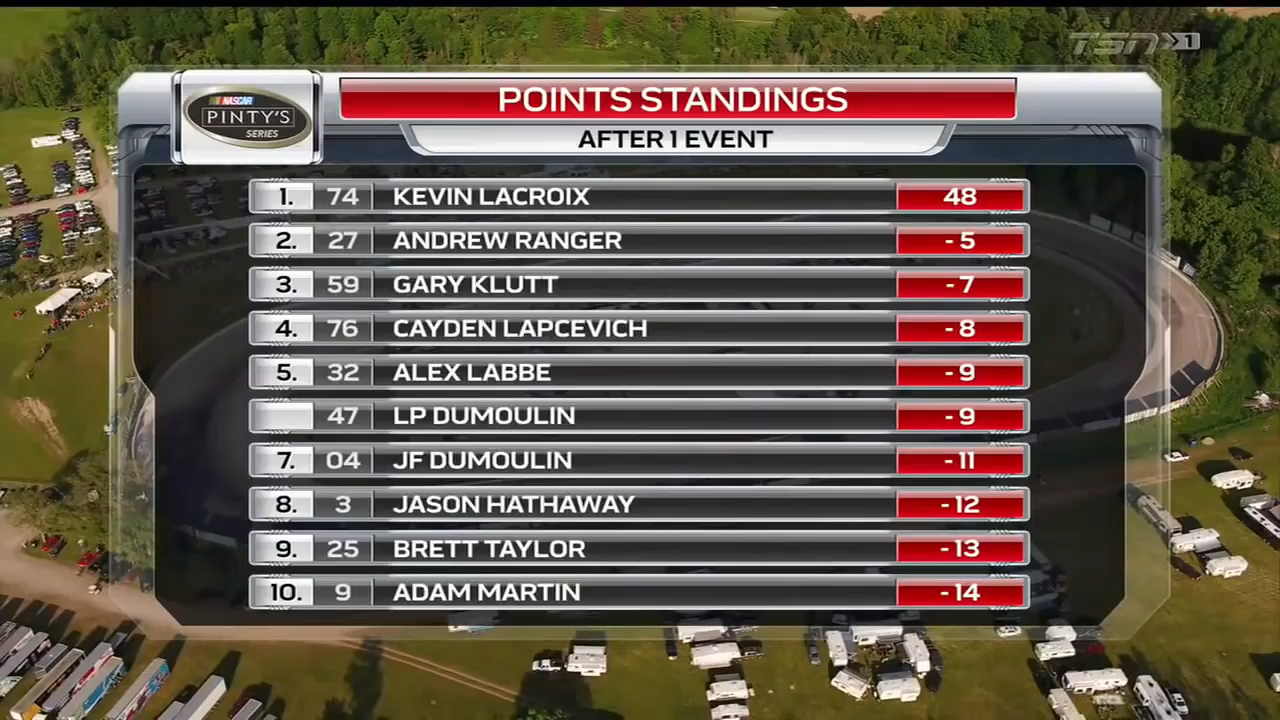 TSN 1
NASCAR
PINTY'S
SERIES
POINTS STANDINGS
AFTER 1 EVENT
1. 74 KEVIN LACROIX 48
2. 27 ANDREW RANGER - 5
3. 59 GARY KLUTT - 7
4. 76 CAYDEN LAPCEVICH - 8
5. 32 ALEX LABBE - 9
47 LP DUMOULIN - 9
7. 04 JF DUMOULIN - 11
8. 3 JASON HATHAWAY - 12
9. 25 BRETT TAYLOR - 13
10. 9 ADAM MARTIN - 14